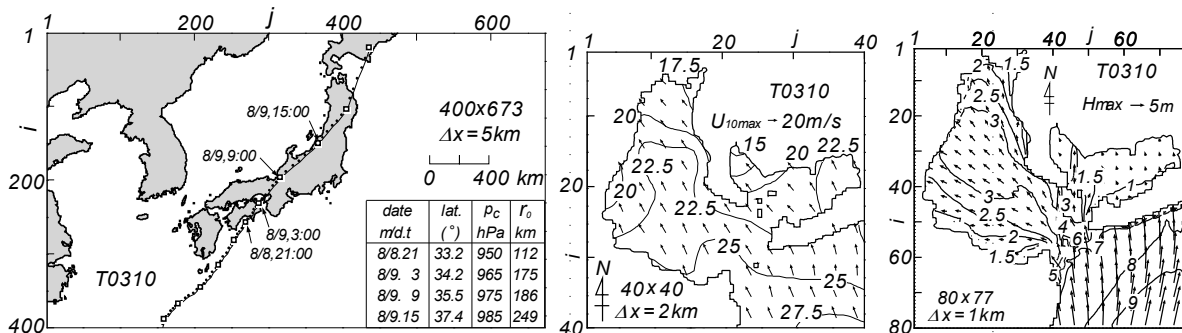 1 200 j 400 600
1
i
200
400
400x673
Δx = 5km
0 400 km
8/9,15:00
8/9,9:00
8/9,3:00
8/8,21:00
T0310
date lat. pc r0
m/d.t (°) hPa km
8/8.21 33.2 950 112
8/9. 3 34.2 965 175
8/9. 9 35.5 975 186
8/9.15 37.4 985 249
1 20 j 40
1
20
i
40
T0310
U10max → 20m/s
17.5
20
15 20 22.5
22.5
20
22.5
25
25
27.5
N
40x40
Δx = 2km
1 20 40 j 60
1
20
40
i
60
80
N
T0310
Hmax → 5m
2
1.5
2.5
3
1.5
1
3
3
2.5
4
2
6 7
1.5
5
8
9
80x77
Δx = 1km